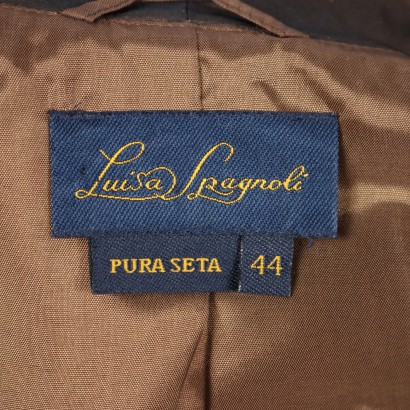 Luisa Spagnoli
PURA SETA 44